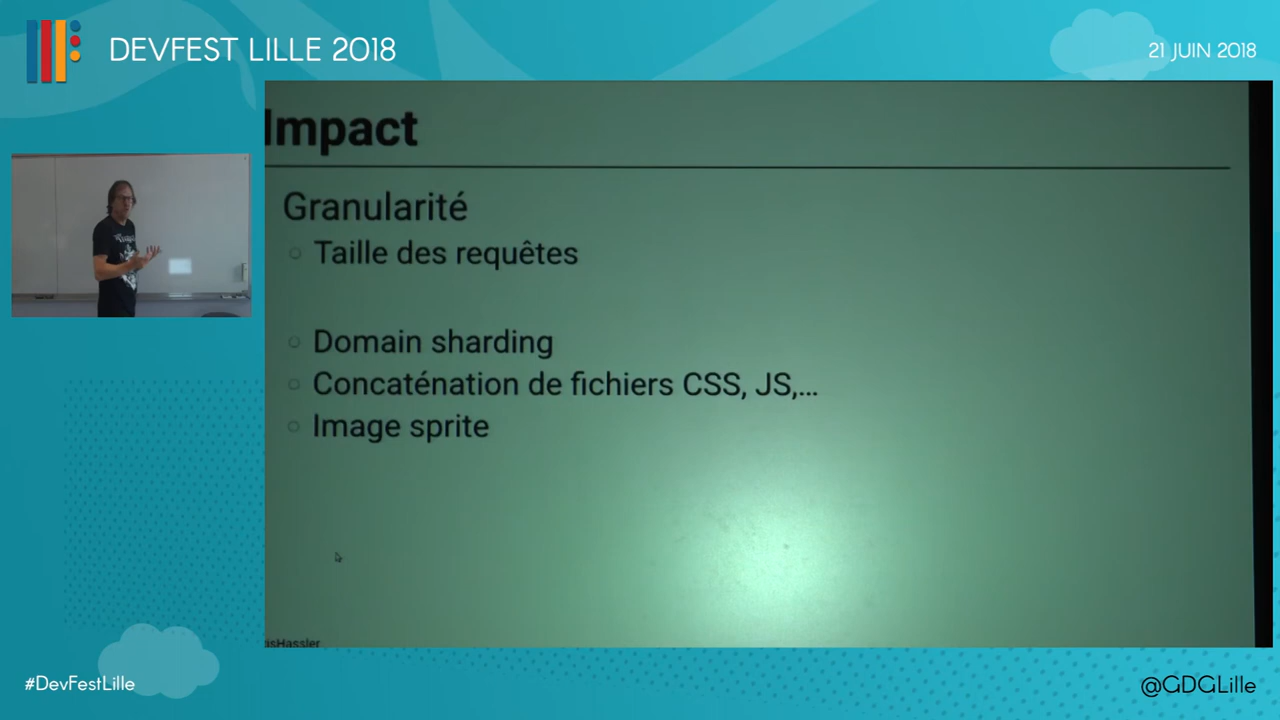 DEVFEST LILLE 2018
21 JUIN 2018
Impact
Granularité
Taille des requêtes
Domain sharding
Concaténation de fichiers CSS, JS,...
Image sprite
isHassler
#DevFestLille
@GDGLille